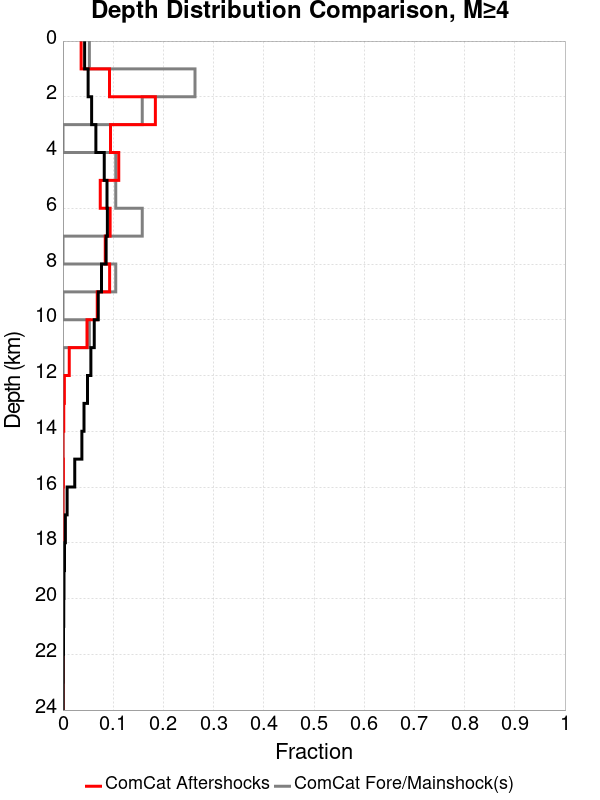 Depth Distribution Comparison, M≥4
0
2
4
6
8
10
12
14
16
18
20
22
24
Depth (km)
0 0.1 0.2 0.3 0.4 0.5 0.6 0.7 0.8 0.9 1
Fraction
ComCat Aftershocks ComCat Fore/Mainshock(s)